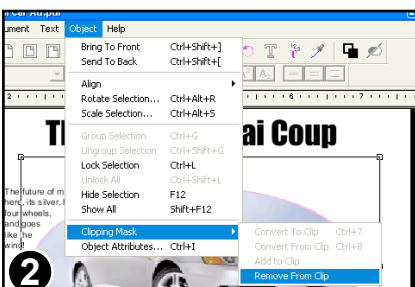 ument Text Object Help
Bring To Front Ctrl+Shift+]
Send To Back Ctrl+Shift+[
Align
Rotate Selection... Ctrl+Alt+R
Scale Selection... Ctrl+Alt+S
Group Selection Ctrl+G
Ungroup Selection Ctrl+Shift+G
Lock Selection Ctrl+L
Unlock All Ctrl+Shift+L
Hide Selection F12
Show All Shift+F12
Clipping Mask
Object Attributes... Ctrl+I
Convert To Clip Ctrl+7
Convert From Clip Ctrl+8
Add to Clip
Remove From Clip
2 6 7
T ai Coup
The future of m
here, its silver,
four wheels,
and goes
like the
wind!
2